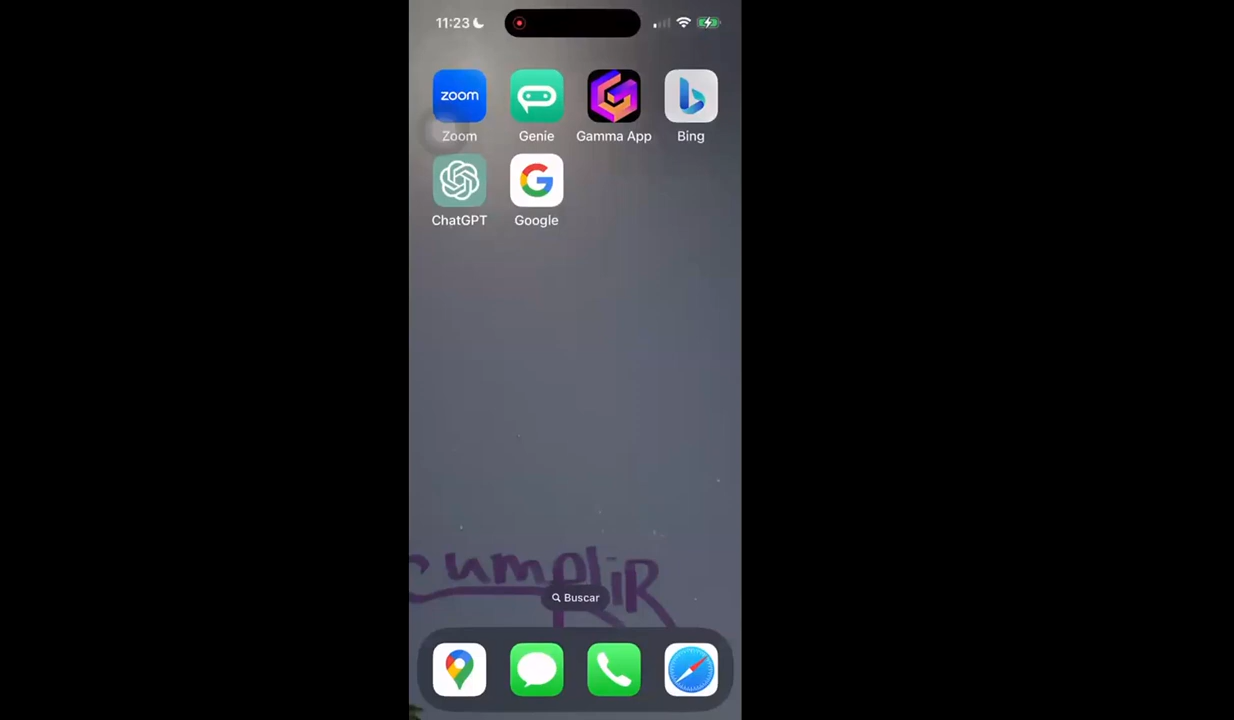 11:23
zoom
Zoom
Genie
Gamma App
Bing
ChatGPT
Google
cumpliR
Buscar